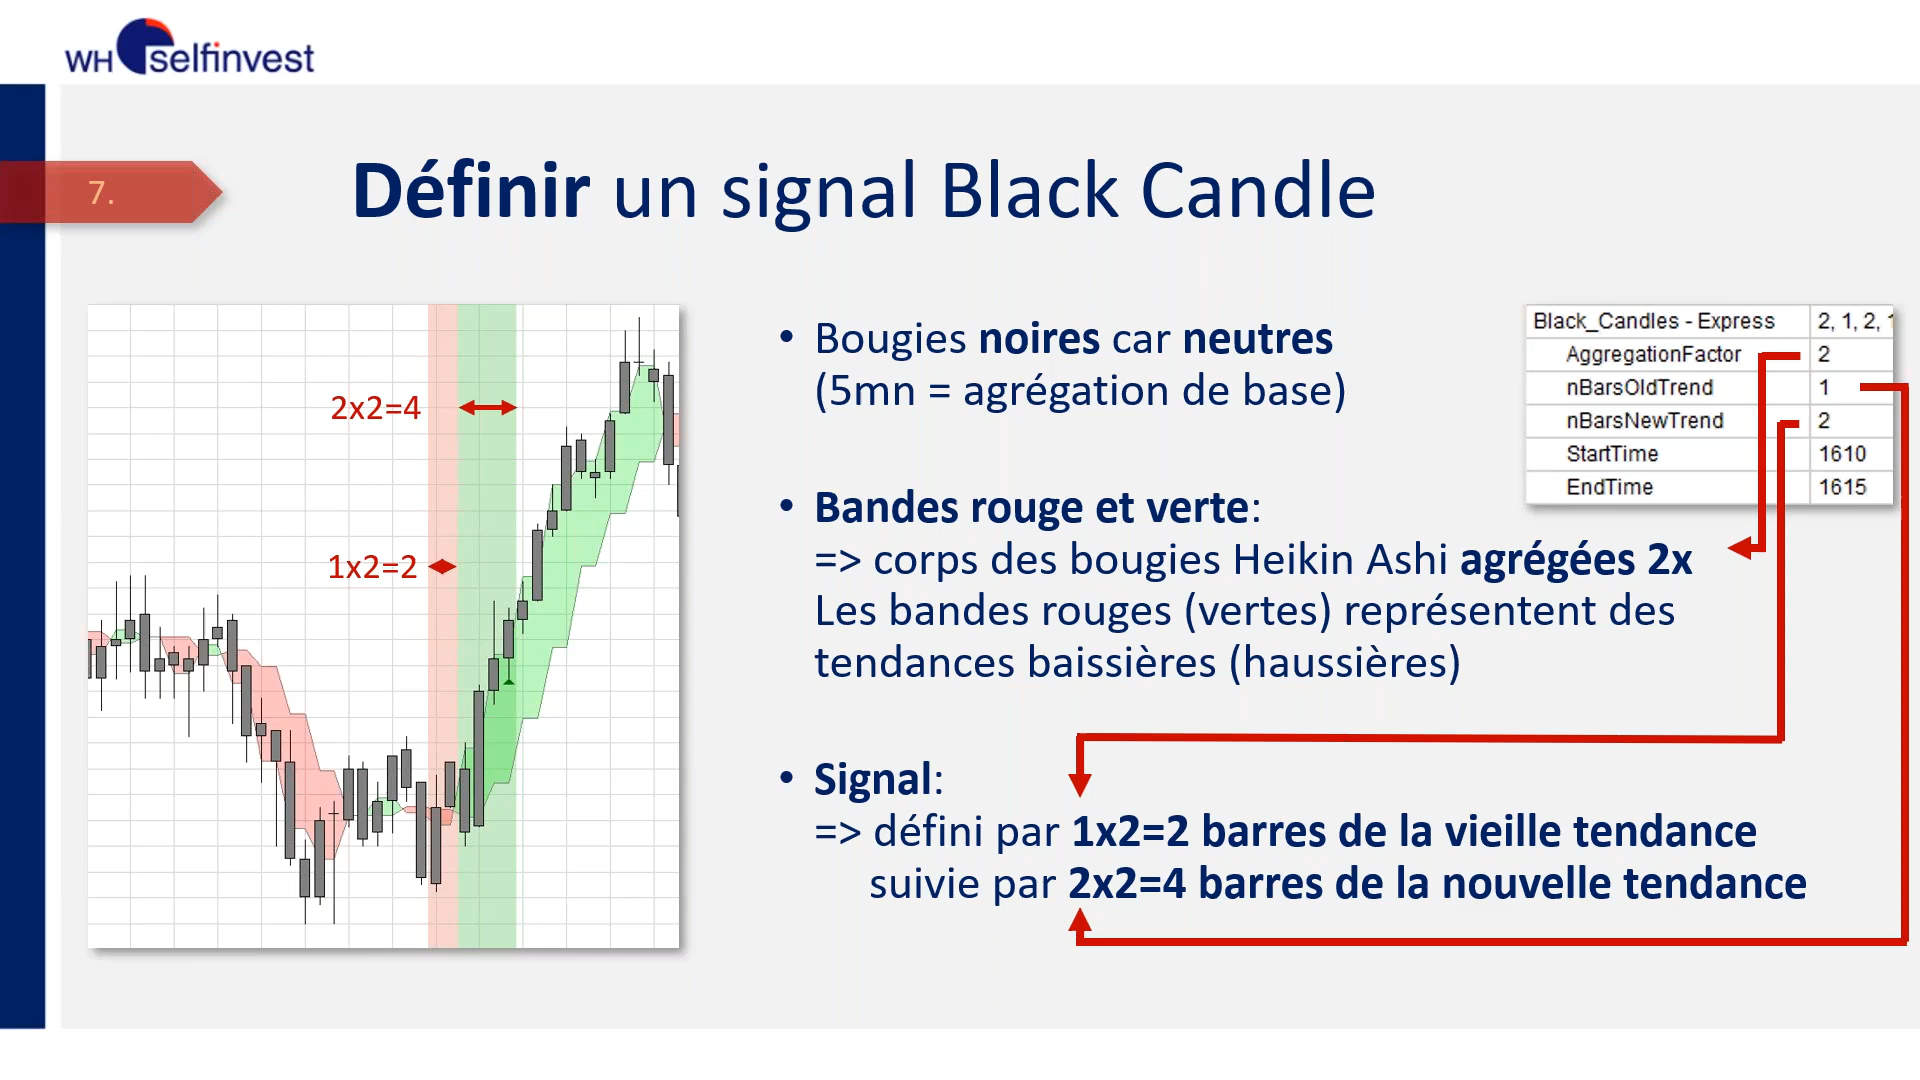 WH selfinvest
7.
Définir un signal Black Candle
2x2=4
1x2=2
• Bougies noires car neutres
(5mn = agrégation de base)
• Bandes rouge et verte:
=> corps des bougies Heikin Ashi agrégées 2x
Les bandes rouges (vertes) représentent des
tendances baissières (haussières)
• Signal:
=> défini par 1x2=2 barres de la vieille tendance
suivie par 2x2=4 barres de la nouvelle tendance
Black_Candles - Express 2, 1, 2, 1
AggregationFactor 2
nBarsOldTrend 1
nBarsNewTrend 2
StartTime 1610
EndTime 1615